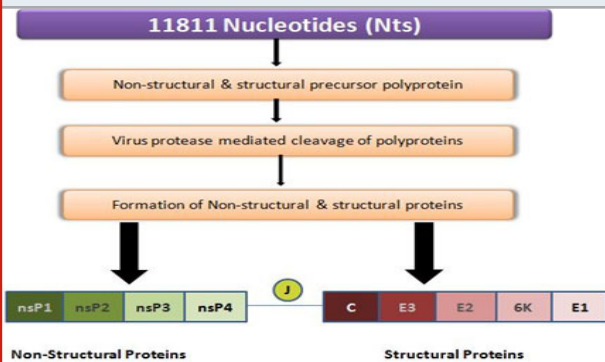 11811 Nucleotides (Nts)
Non-structural & structural precursor polyprotein
Virus protease mediated cleavage of polyproteins
Formation of Non-structural & structural proteins
nsP1 nsP2 nsP3 nsP4 J C E3 E2 6K E1
Non-Structural Proteins Structural Proteins